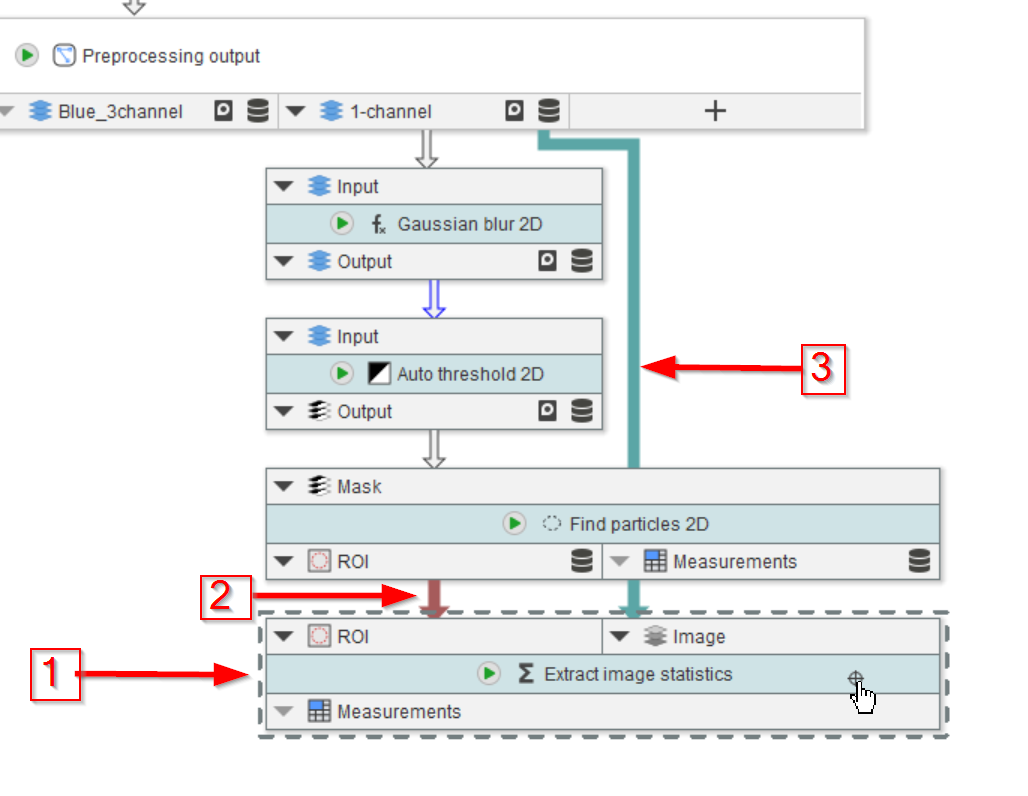 Preprocessing output
Blue_3channel 1-channel +
Input
fx Gaussian blur 2D
Output
Input
Auto threshold 2D
3
Output
Mask
Find particles 2D
ROI Measurements
2
ROI Image
1
Σ Extract image statistics
Measurements